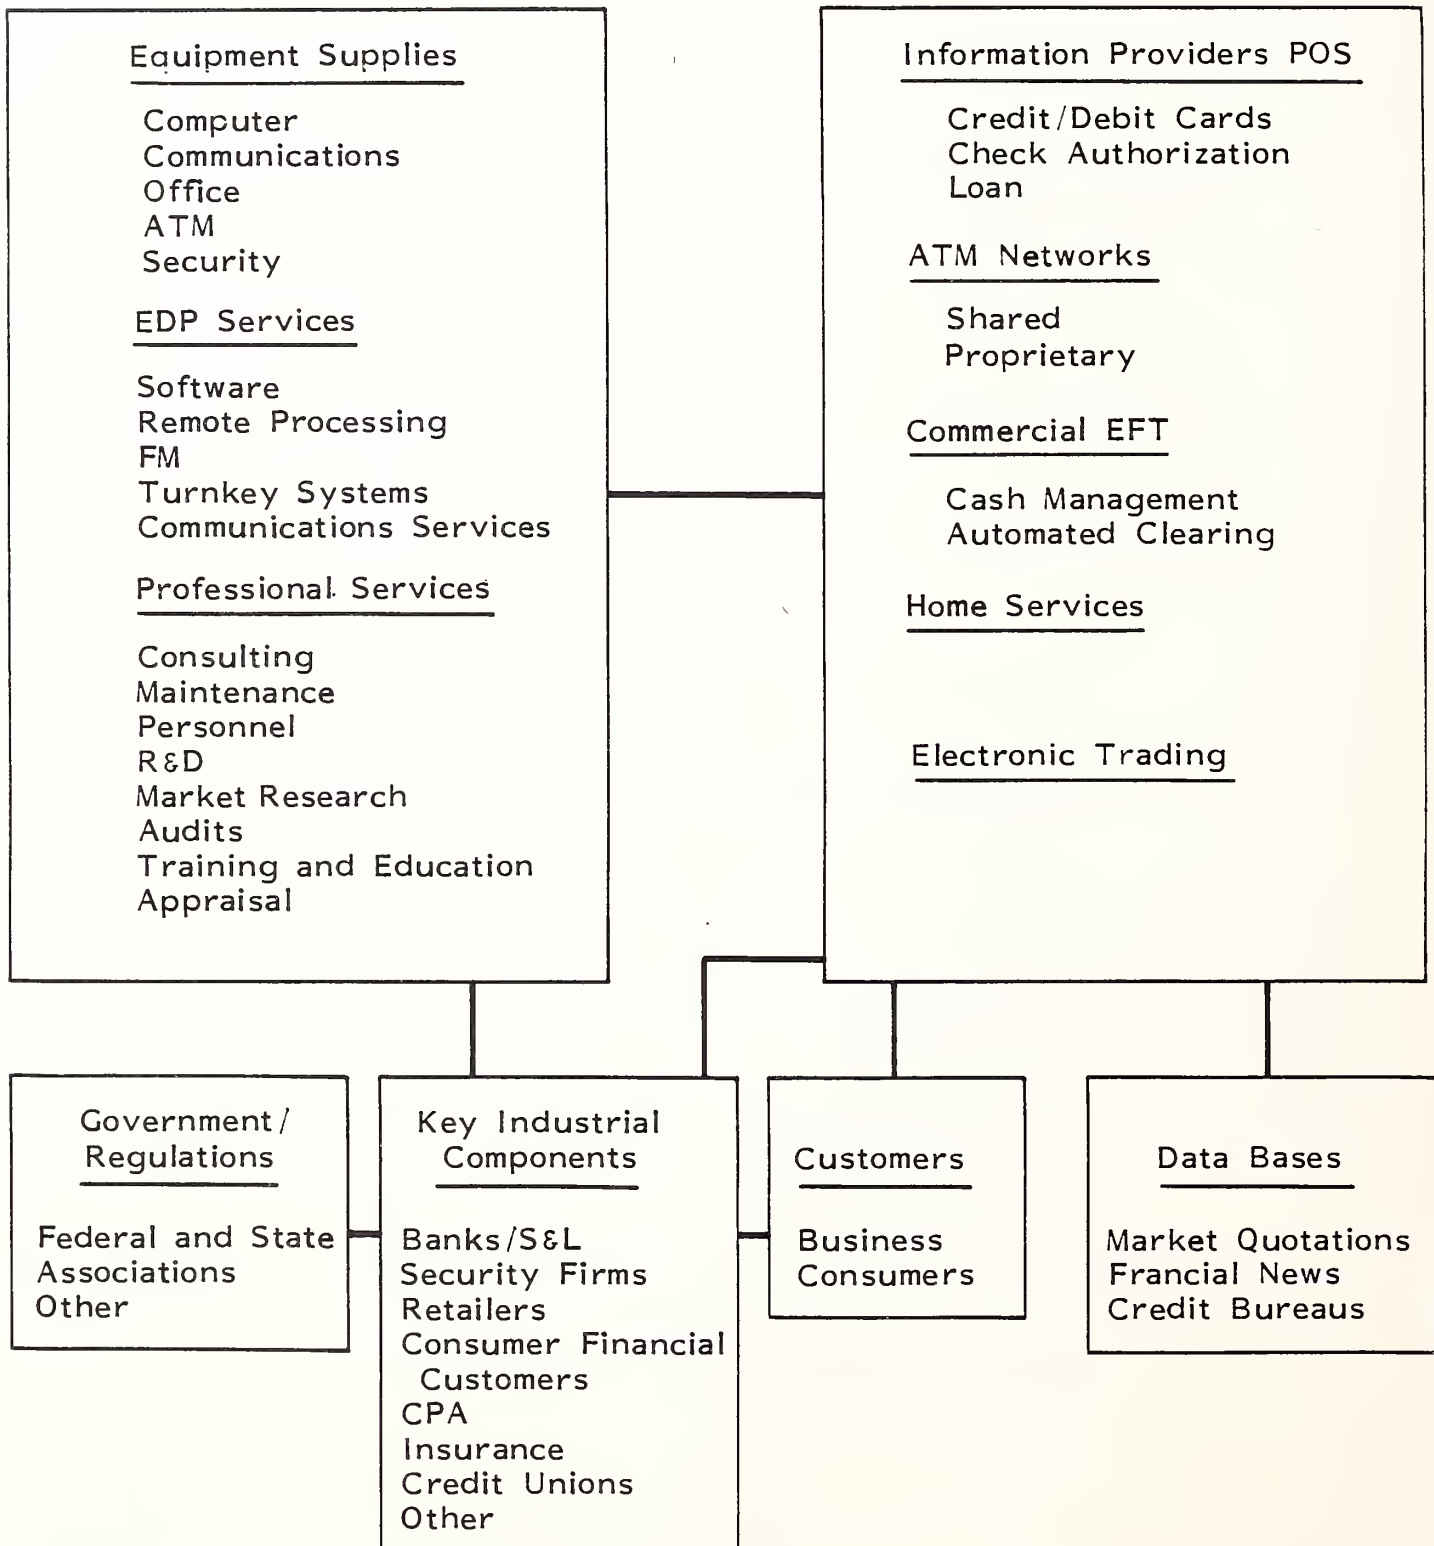 Equipment Supplies
Computer
Communications
Office
ATM
Security
EDP Services
Software
Remote Processing
FM
Turnkey Systems
Communications Services
Professional Services
Consulting
Maintenance
Personnel
R&D
Market Research
Audits
Training and Education
Appraisal
Information Providers POS
Credit/Debit Cards
Check Authorization
Loan
ATM Networks
Shared
Proprietary
Commercial EFT
Cash Management
Automated Clearing
Home Services
Electronic Trading
Government/
Regulations
Federal and State
Associations
Other
Key Industrial
Components
Banks/S&L
Security Firms
Retailers
Consumer Financial
Customers
CPA
Insurance
Credit Unions
Other
Customers
Business
Consumers
Data Bases
Market Quotations
Francial News
Credit Bureaus